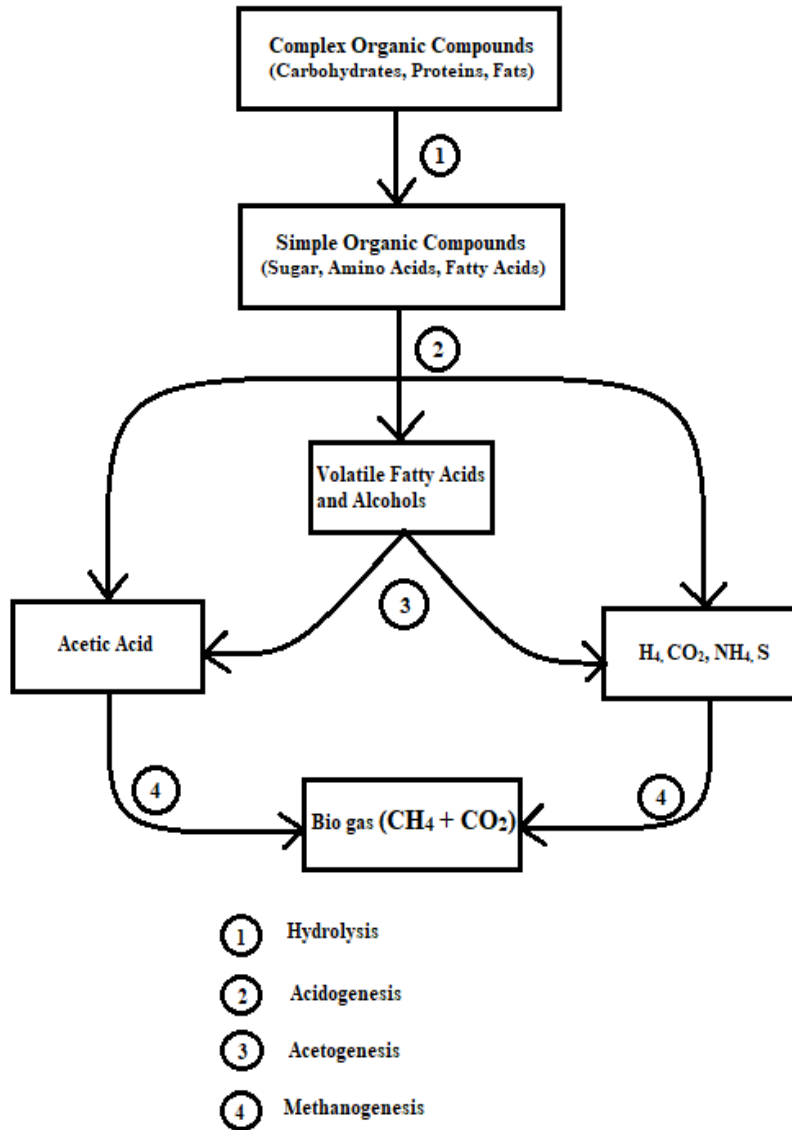 Complex Organic Compounds
(Carbohydrates, Proteins, Fats)
1
Simple Organic Compounds
(Sugar, Amino Acids, Fatty Acids)
2
Volatile Fatty Acids
and Alcohols
3
Acetic Acid
H₄, CO₂, NH₄, S
4
Bio gas (CH₄ + CO₂)
4
1 Hydrolysis
2 Acidogenesis
3 Acetogenesis
4 Methanogenesis